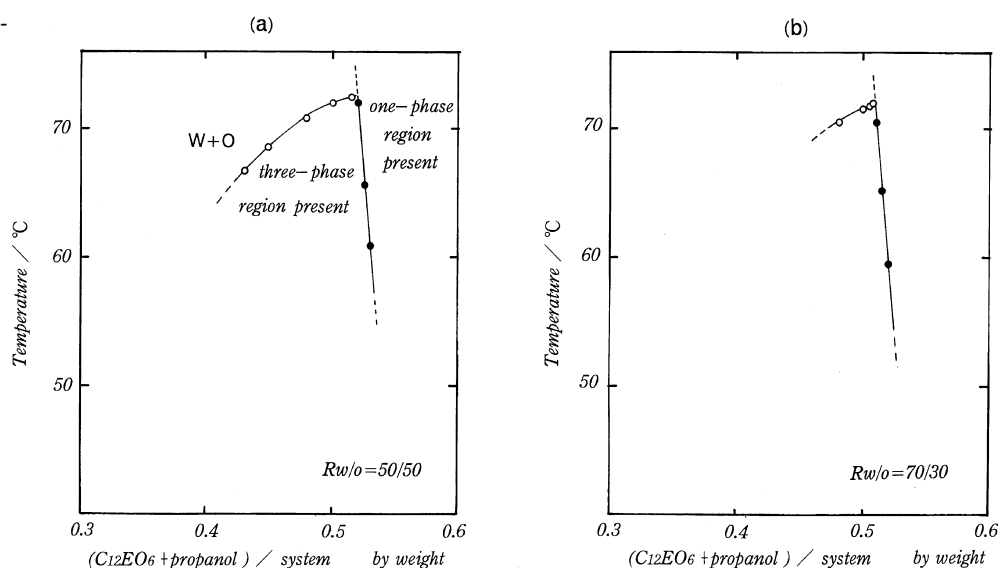 (a)
70
60
50
0.3
0.4
0.5
0.6
Temperature / °C
W+O
one-phase
region
present
three-phase
region present
Rw/o=50/50
(C12EO6+propanol) / system by weight
(b)
70
60
50
0.3
0.4
0.5
0.6
Temperature / °C
Rw/o=70/30
(C12EO6+propanol) / system by weight